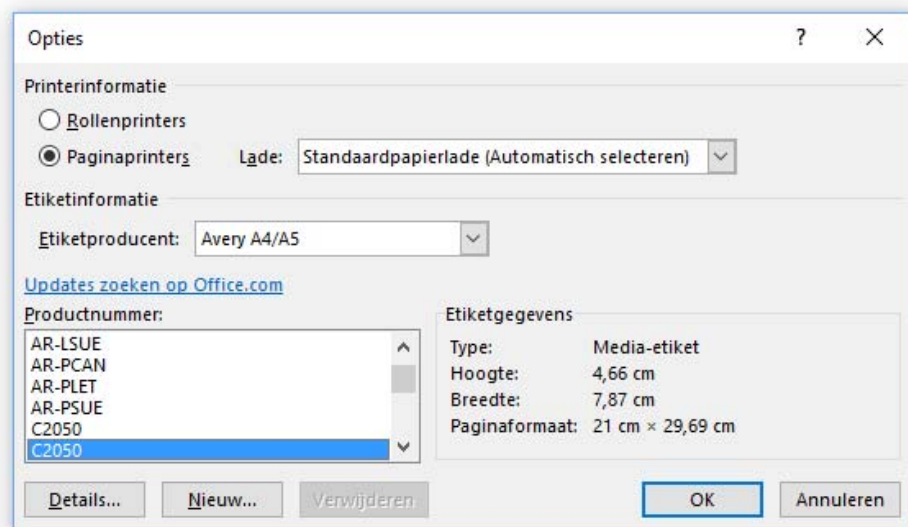 Opties
?
Printerinformatie
Rollenprinters
Paginaprinters Lade: Standaardpapierlade (Automatisch selecteren)
Etiketinformatie
Etiketproducent: Avery A4/A5
Updates zoeken op Office.com
Productnummer:
AR-LSUE
AR-PCAN
AR-PLET
AR-PSUE
C2050
C2050
Etiketgegevens
Type: Media-etiket
Hoogte: 4,66 cm
Breedte: 7,87 cm
Paginaformaat: 21 cm × 29,69 cm
Details... Nieuw... Verwijderen OK Annuleren